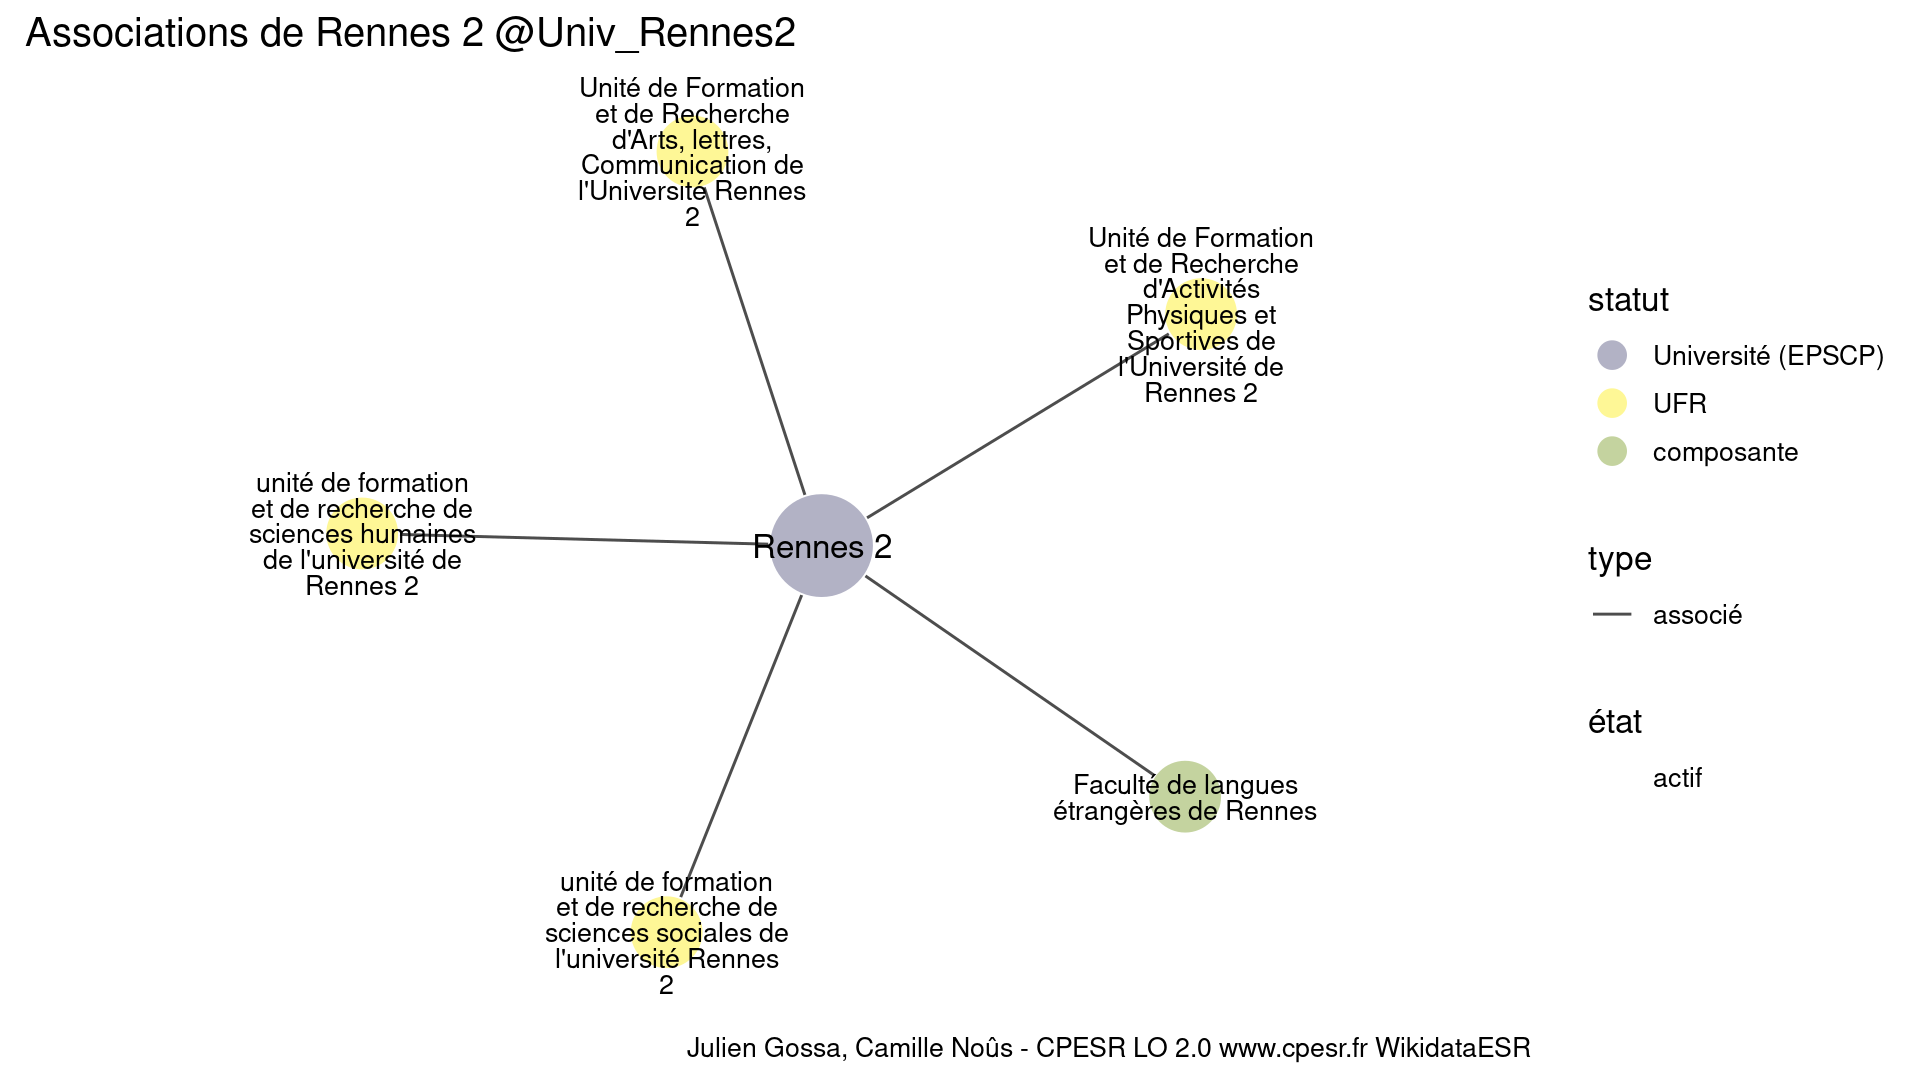 Associations de Rennes 2 @Univ_Rennes2
Unité de Formation
et de Recherche
d'Arts, lettres,
Communication de
l'Université Rennes
2
Unité de Formation
et de Recherche
d'Activités
Physiques et
Sportives de
l'Université de
Rennes 2
unité de formation
et de recherche de
sciences humaines
de l'université de
Rennes 2
Rennes 2
Faculté de langues
étrangères de Rennes
unité de formation
et de recherche de
sciences sociales de
l'université Rennes
2
statut
Université (EPSCP)
UFR
composante
type
associé
état
actif
Julien Gossa, Camille Noûs - CPESR LO 2.0 www.cpesr.fr WikidataESR